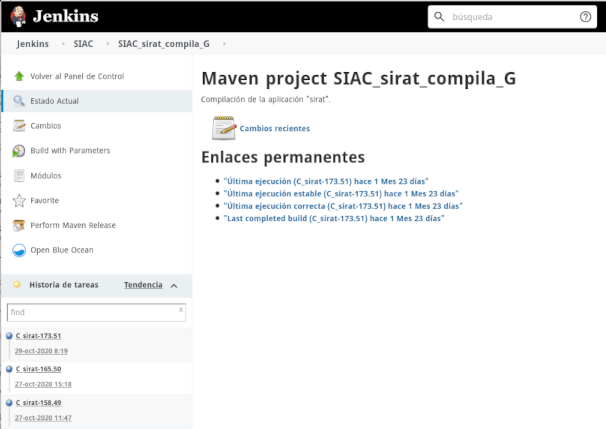 Jenkins
búsqueda
Jenkins › SIAC › SIAC_sirat_compila_G ›
Volver al Panel de Control
Estado Actual
Cambios
Build with Parameters
Módulos
Favorite
Perform Maven Release
Open Blue Ocean
Historia de tareas Tendencia
find x
C_sirat-173.51
29-oct-2020 8:19
C_sirat-165.50
27-oct-2020 15:18
C_sirat-158.49
27-oct-2020 11:47
Maven project SIAC_sirat_compila_G
Compilación de la aplicación "sirat".
Cambios recientes
Enlaces permanentes
"Última ejecución (C_sirat-173.51) hace 1 Mes 23 días"
"Última ejecución estable (C_sirat-173.51) hace 1 Mes 23 días"
"Última ejecución correcta (C_sirat-173.51) hace 1 Mes 23 días"
"Last completed build (C_sirat-173.51) hace 1 Mes 23 días"